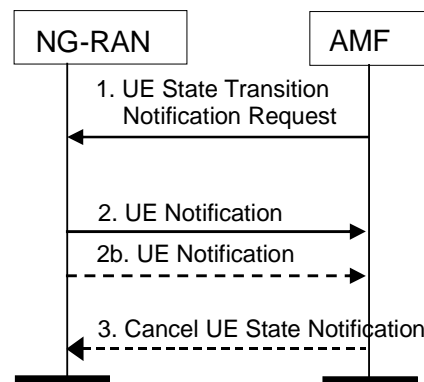 NG-RAN
AMF
1. UE State Transition
Notification Request
2. UE Notification
2b. UE Notification
3. Cancel UE State Notification